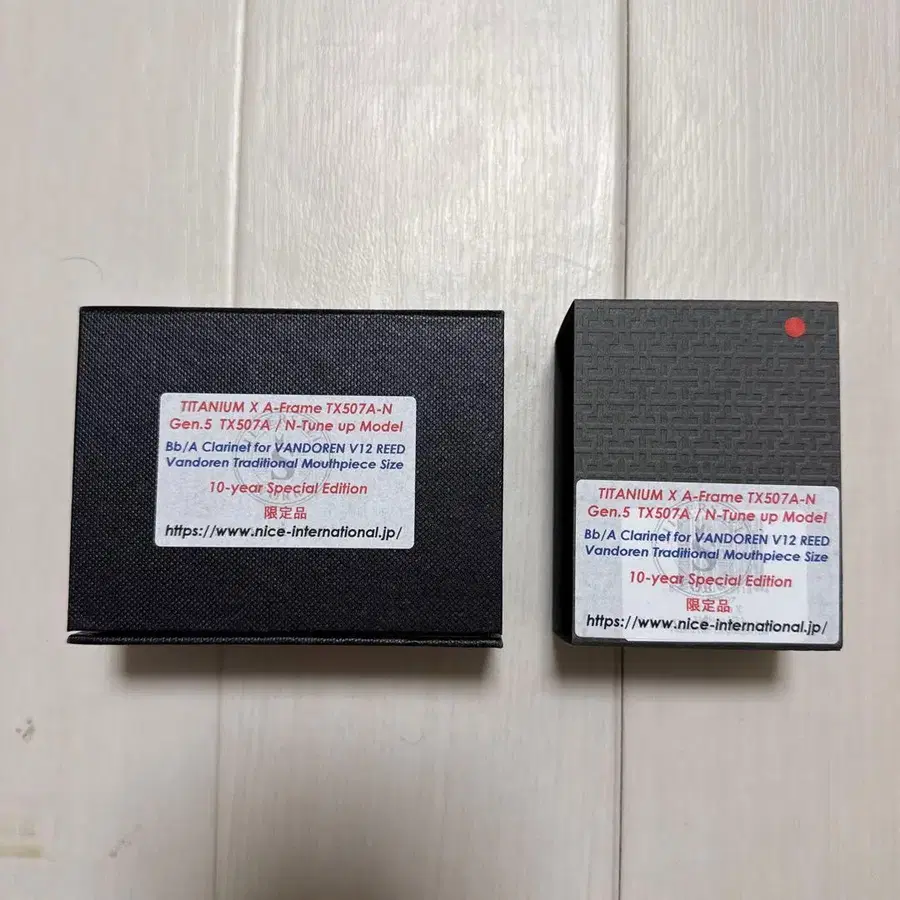 TITANIUM X A-Frame TX507A-N
Gen.5 TX507A / N-Tune up Model
Bb/A Clarinet for VANDOREN V12 REED
Vandoren Traditional Mouthpiece Size
10-year Special Edition
限定品
https://www.nice-international.jp/
TITANIUM X A-Frame TX507A-N
Gen.5 TX507A / N-Tune up Model
Bb/A Clarinet for VANDOREN V12 REED
Vandoren Traditional Mouthpiece Size
10-year Special Edition
限定品
https://www.nice-international.jp/